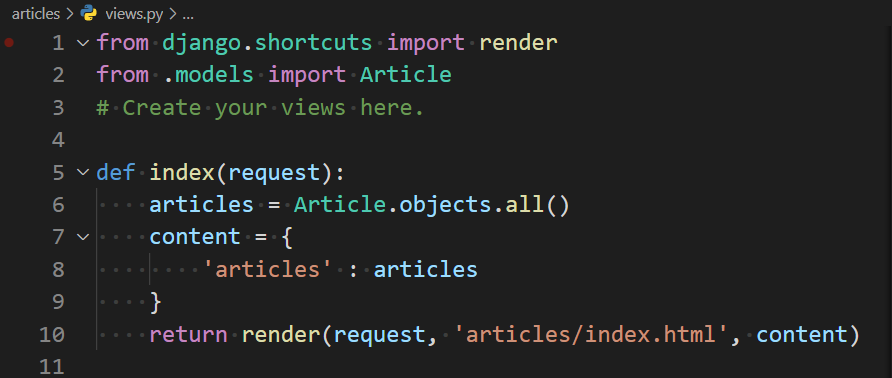 articles > views.py > ...
1 from django.shortcuts import render
2 from .models import Article
3 # Create your views here.
4
5 def index(request):
6     articles = Article.objects.all()
7     content = {
8         'articles' : articles
9     }
10     return render(request, 'articles/index.html', content)
11